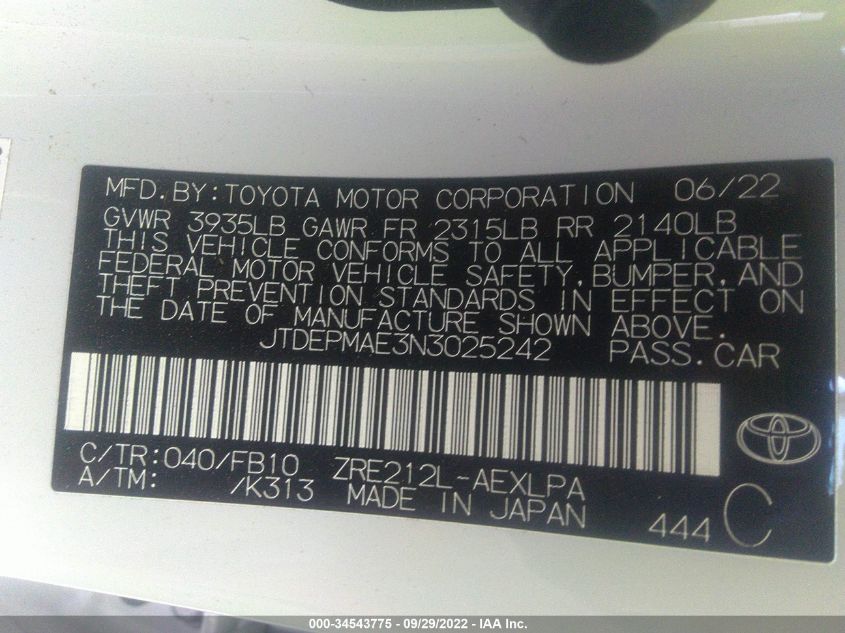 MFD. BY: TOYOTA MOTOR CORPORATION 06/22
GVWR 3935LB GAWR FR 2315LB RR 2140LB
THIS VEHICLE CONFORMS TO ALL APPLICABLE
FEDERAL MOTOR VEHICLE SAFETY, BUMPER, AND
THEFT PREVENTION STANDARDS IN EFFECT ON
THE DATE OF MANUFACTURE SHOWN ABOVE.
JTDEPMAE3N3025242 PASS. CAR
C/TR: 040/FB10 ZRE212L-AEXLPA
A/TM: /K313 MADE IN JAPAN
444 C
000-34543775 - 09/29/2022 - IAA Inc.